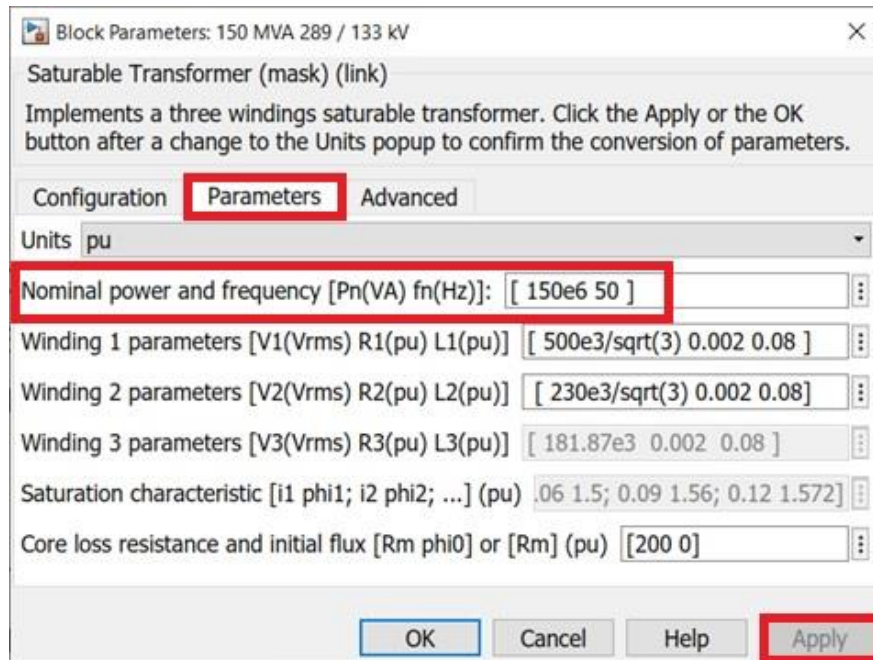 Block Parameters: 150 MVA 289 / 133 kV
Saturable Transformer (mask) (link)
Implements a three windings saturable transformer. Click the Apply or the OK
button after a change to the Units popup to confirm the conversion of parameters.
Configuration Parameters Advanced
Units pu
Nominal power and frequency [Pn(VA) fn(Hz)]: [ 150e6 50 ]
Winding 1 parameters [V1(Vrms) R1(pu) L1(pu)] [ 500e3/sqrt(3) 0.002 0.08 ]
Winding 2 parameters [V2(Vrms) R2(pu) L2(pu)] [ 230e3/sqrt(3) 0.002 0.08]
Winding 3 parameters [V3(Vrms) R3(pu) L3(pu)] [ 181.87e3 0.002 0.08 ]
Saturation characteristic [i1 phi1; i2 phi2; ...] (pu) .06 1.5; 0.09 1.56; 0.12 1.572]
Core loss resistance and initial flux [Rm phi0] or [Rm] (pu) [200 0]
OK Cancel Help Apply